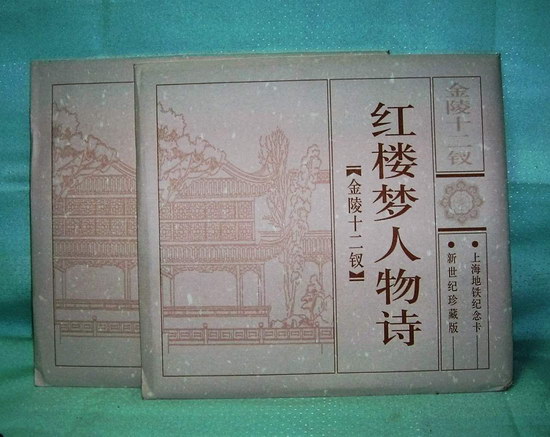 金陵十二钗
红楼梦人物诗
【金陵十二钗】
●上海地铁纪念卡
●新世纪珍藏版